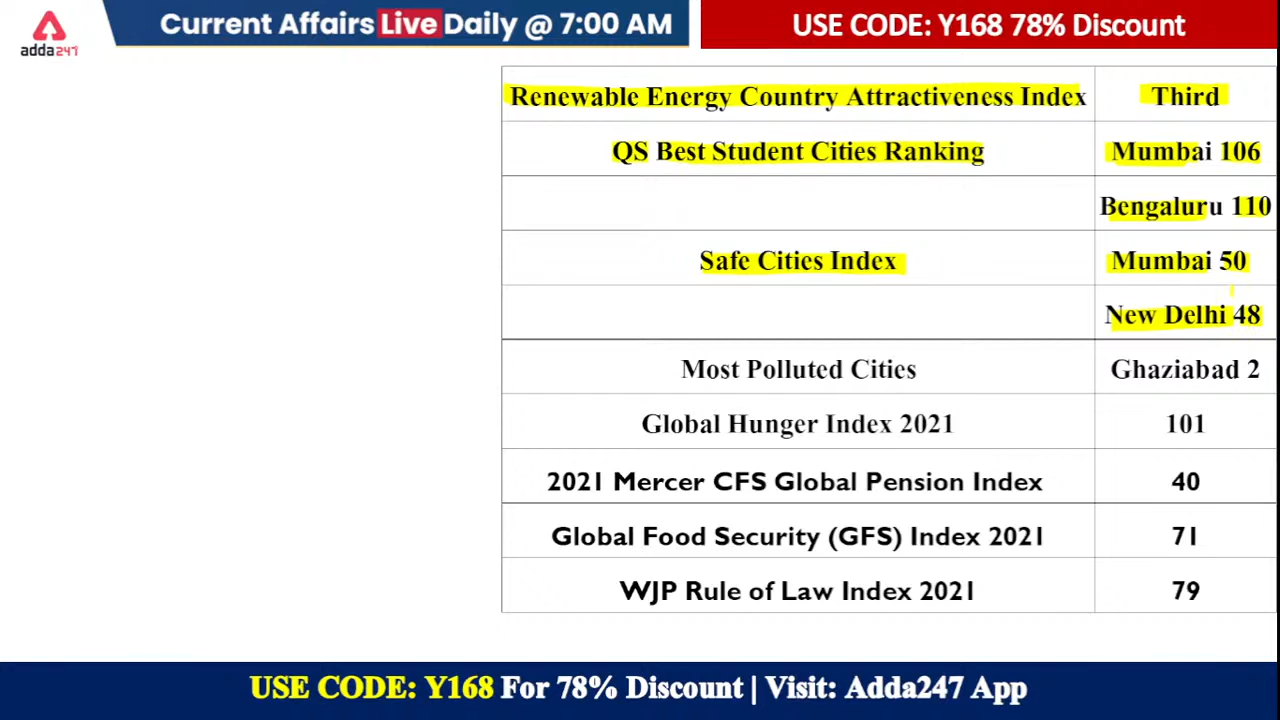 adda247
Current Affairs Live Daily @ 7:00 AM
USE CODE: Y168 78% Discount
Renewable Energy Country Attractiveness Index Third
QS Best Student Cities Ranking Mumbai 106
Bengaluru 110
Safe Cities Index Mumbai 50
New Delhi 48
Most Polluted Cities Ghaziabad 2
Global Hunger Index 2021 101
2021 Mercer CFS Global Pension Index 40
Global Food Security (GFS) Index 2021 71
WJP Rule of Law Index 2021 79
USE CODE: Y168 For 78% Discount | Visit: Adda247 App